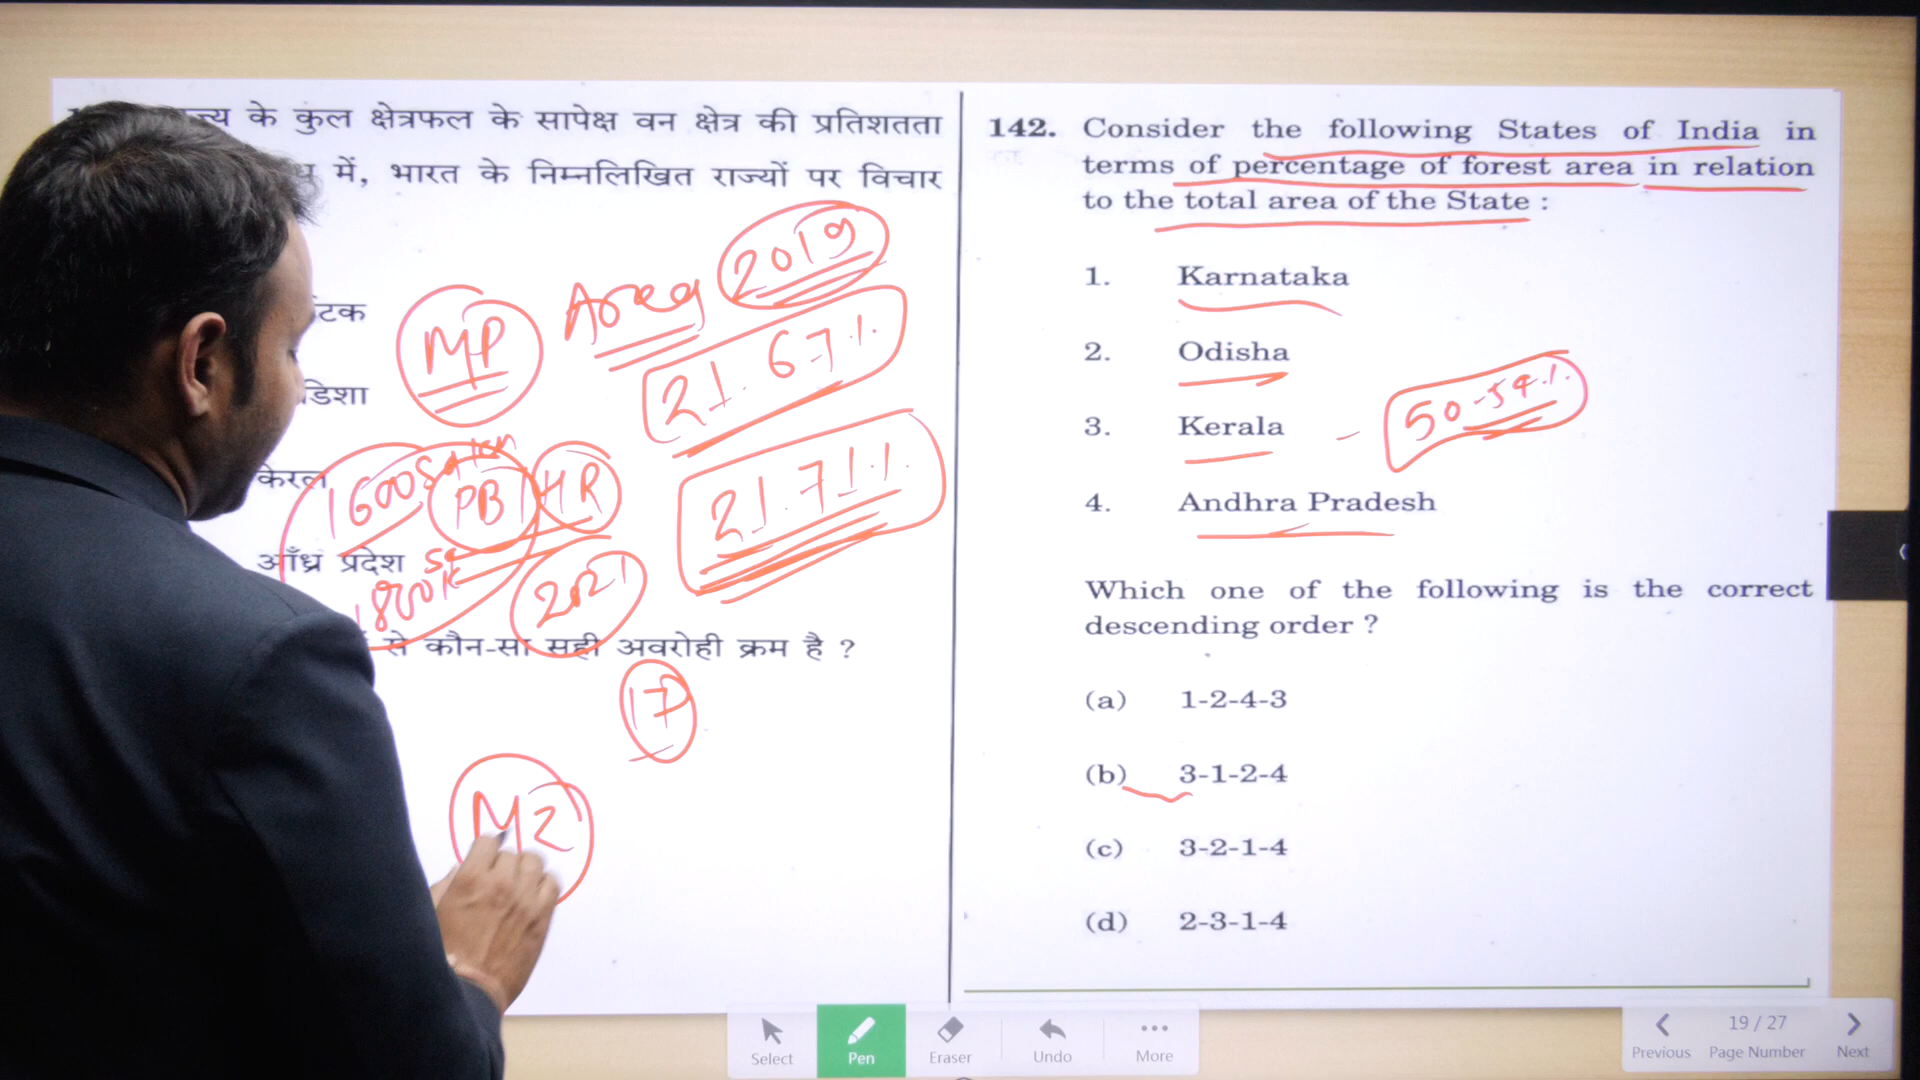 के कुल क्षेत्रफल के सापेक्ष वन क्षेत्र की प्रतिशतता
में, भारत के निम्नलिखित राज्यों पर विचार
केरल
आँध्र प्रदेश
से कौन-सा सही अवरोही क्रम है ?
MP
Area
2019
21.67%
21.71%
1600
PB
HR
2021
17
MZ
142. Consider the following States of India in
terms of percentage of forest area in relation
to the total area of the State :
1. Karnataka
2. Odisha
3. Kerala
50-54%
4. Andhra Pradesh
Which one of the following is the correct
descending order ?
(a) 1-2-4-3
(b) 3-1-2-4
(c) 3-2-1-4
(d) 2-3-1-4
Select
Pen
Eraser
Undo
More
19 / 27
Previous Page Number Next